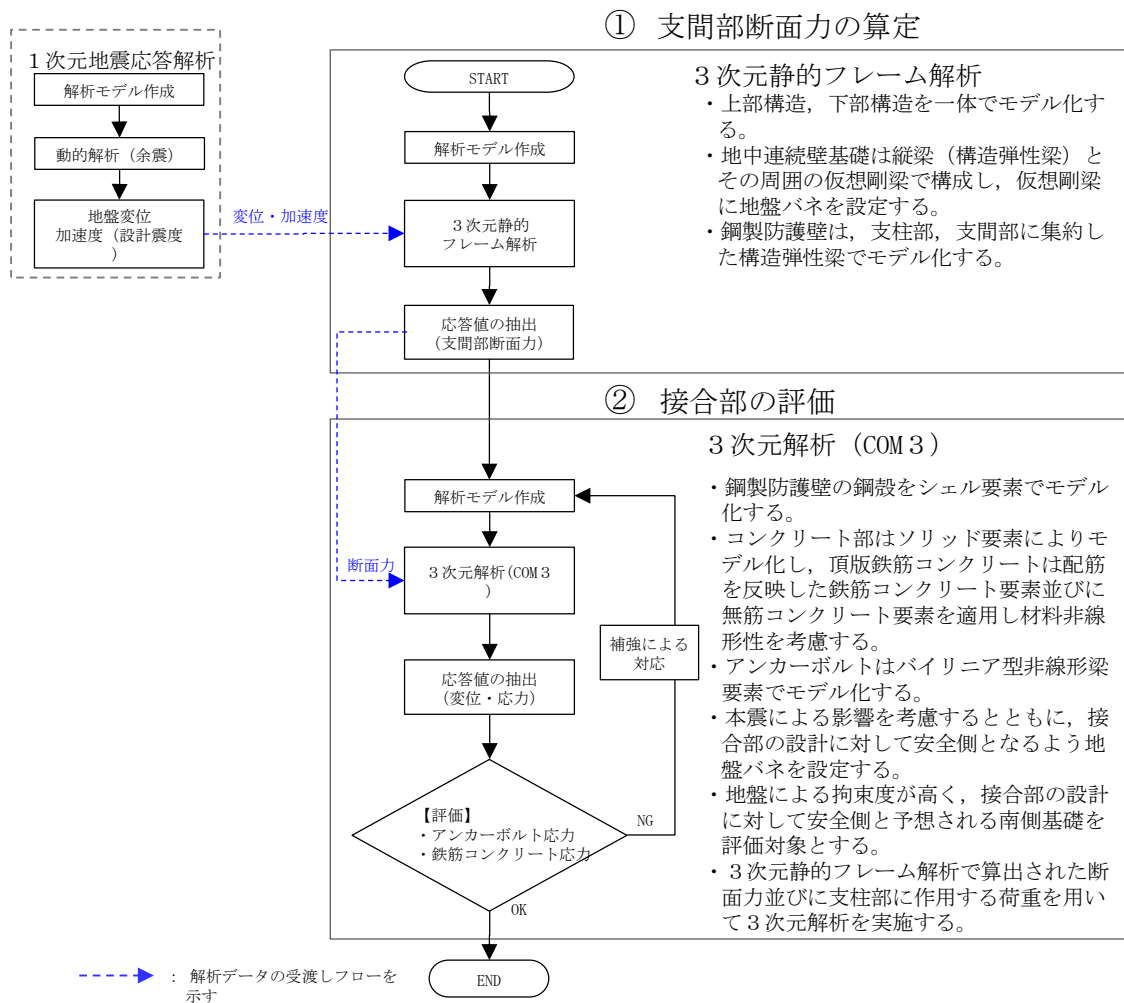 ① 支間部断面力の算定
１次元地震応答解析
解析モデル作成
動的解析（余震）
地盤変位
加速度（設計震度
）
変位・加速度
START
解析モデル作成
３次元静的
フレーム解析
応答値の抽出
(支間部断面力)
３次元静的フレーム解析
・上部構造，下部構造を一体でモデル化す
る。
・地中連続壁基礎は縦梁（構造弾性梁）と
その周囲の仮想剛梁で構成し，仮想剛梁
に地盤バネを設定する。
・鋼製防護壁は，支柱部，支間部に集約し
た構造弾性梁でモデル化する。
② 接合部の評価
解析モデル作成
断面力
３次元解析(COM３
)
応答値の抽出
(変位・応力)
補強による
対応
【評価】
・アンカーボルト応力
・鉄筋コンクリート応力
NG
OK
END
３次元解析（COM３）
・鋼製防護壁の鋼殻をシェル要素でモデル
化する。
・コンクリート部はソリッド要素によりモ
デル化し，頂版鉄筋コンクリートは配筋
を反映した鉄筋コンクリート要素並びに
無筋コンクリート要素を適用し材料非線
形性を考慮する。
・アンカーボルトはバイリニア型非線形梁
要素でモデル化する。
・本震による影響を考慮するとともに，接
合部の設計に対して安全側となるよう地
盤バネを設定する。
・地盤による拘束度が高く，接合部の設計
に対して安全側と予想される南側基礎を
評価対象とする。
・３次元静的フレーム解析で算出された断
面力並びに支柱部に作用する荷重を用い
て３次元解析を実施する。
： 解析データの受渡しフローを
示す